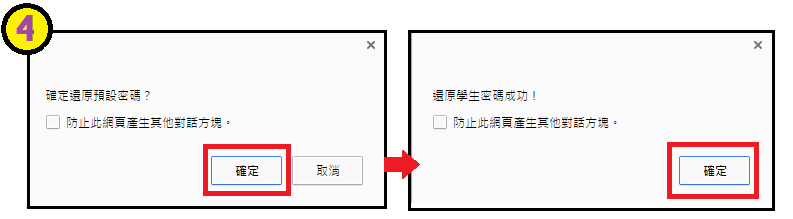 4
確定還原預設密碼？
防止此網頁產生其他對話方塊。
確定
取消
還原學生密碼成功！
防止此網頁產生其他對話方塊。
確定